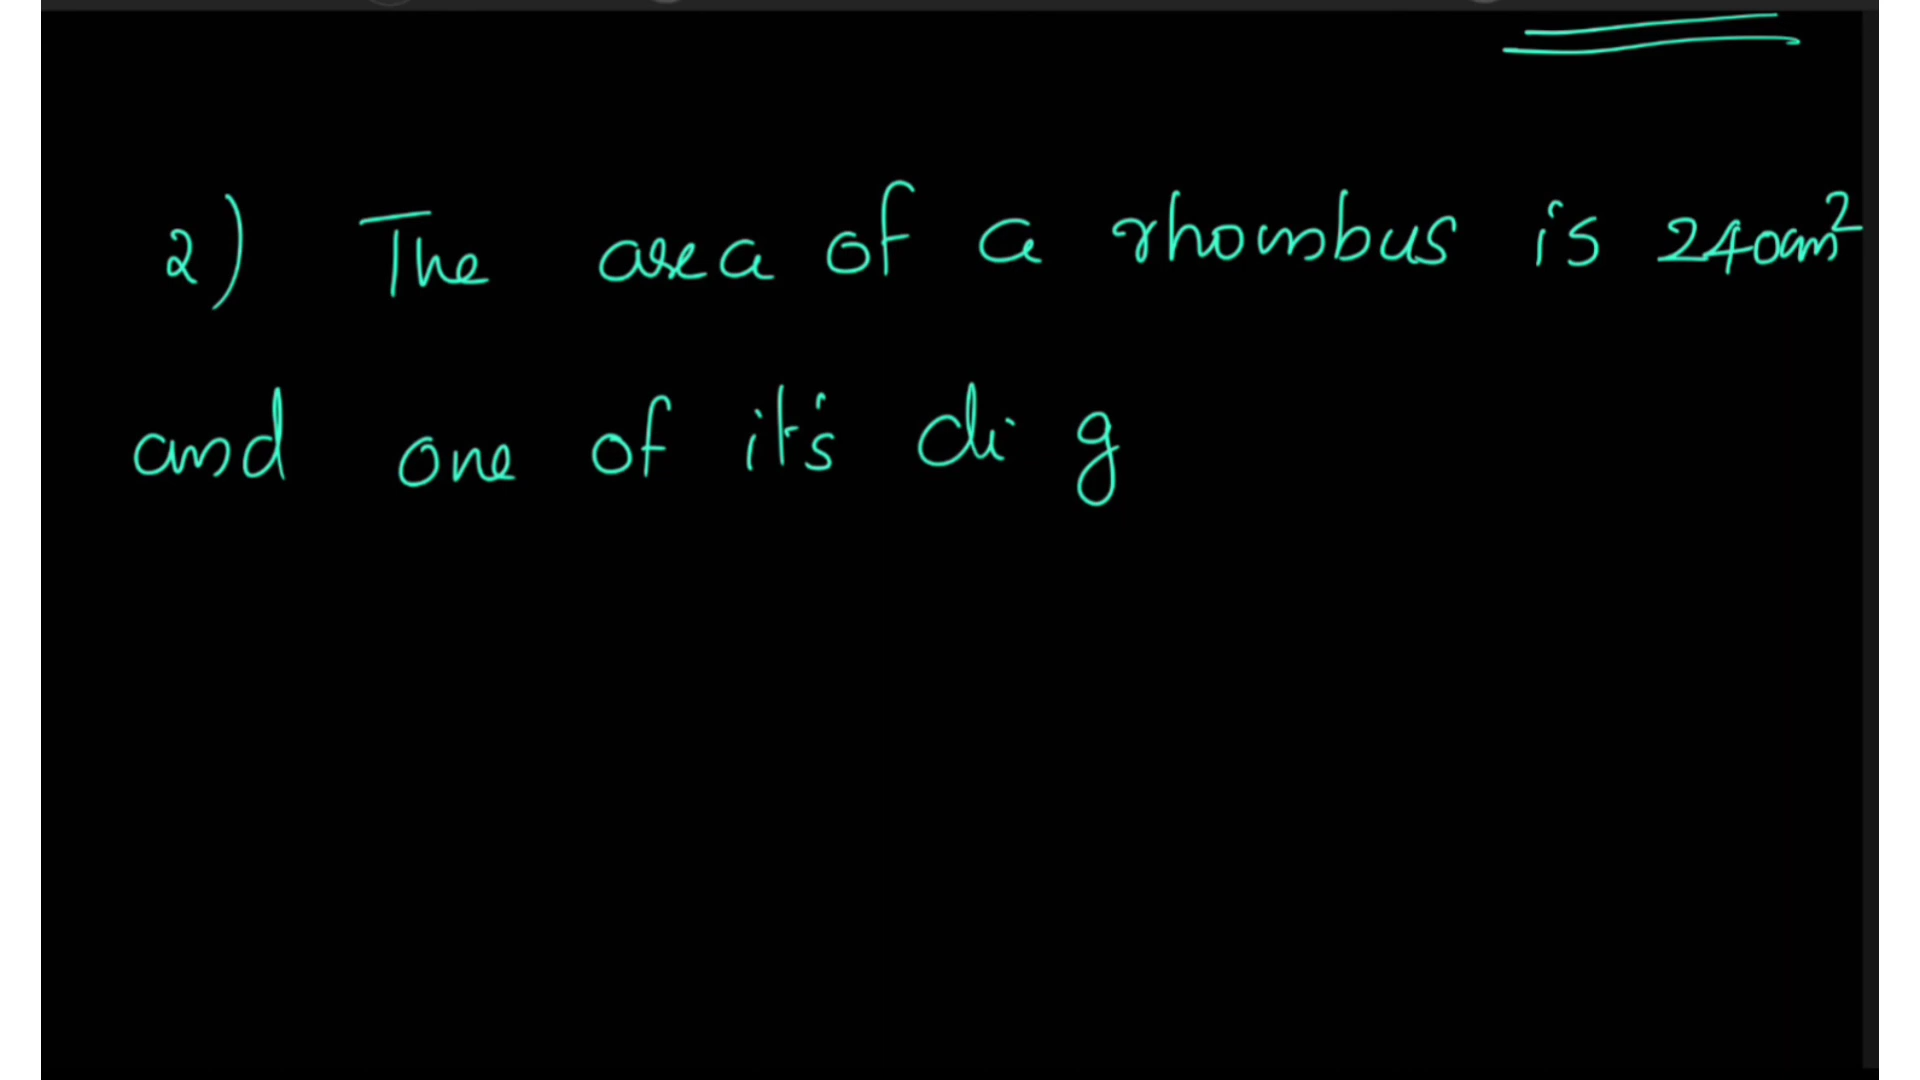 2) The area of a rhombus is 240cm²
and one of it's di g